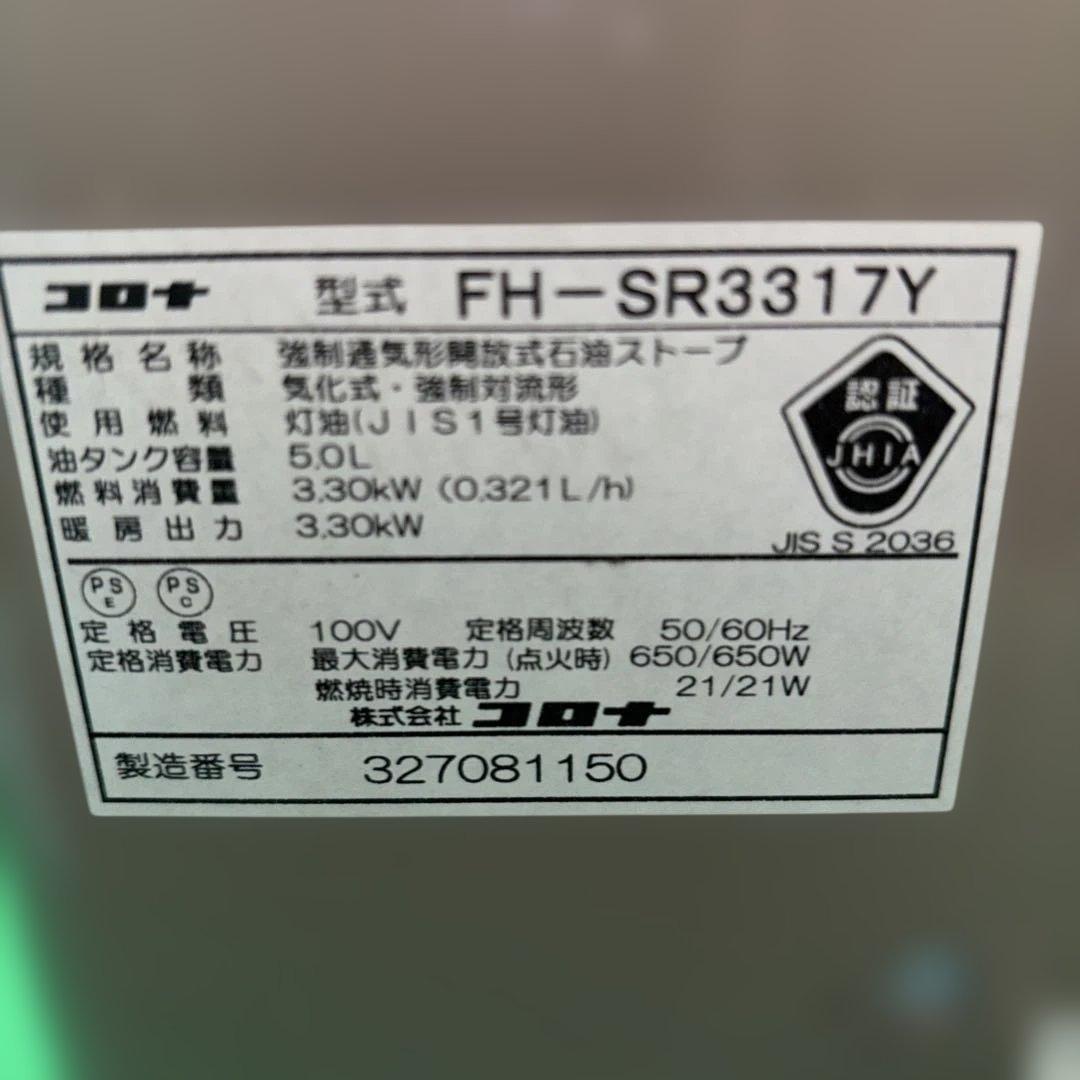 コロナ 型式 FH-SR3317Y
規格名称 強制通気形開放式石油ストーブ
種類 気化式・強制対流形
使用燃料 灯油(JIS1号灯油)
油タンク容量 5.0L
燃料消費量 3.30kW (0.321L/h)
暖房出力 3.30kW
認証
JHIA
JIS S 2036
PS E PS C
定格電圧 100V 定格周波数 50/60Hz
定格消費電力 最大消費電力(点火時) 650/650W
燃焼時消費電力 21/21W
株式会社コロナ
製造番号 327081150